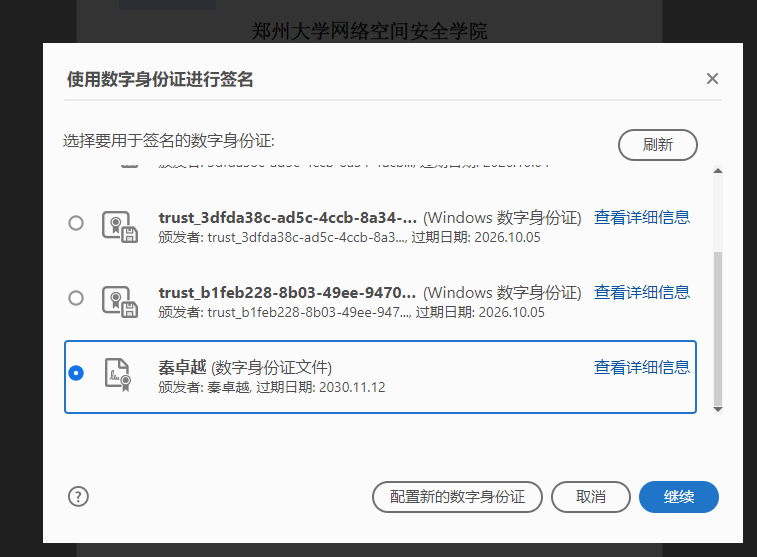 郑州大学网络空间安全学院
使用数字身份证进行签名
选择要用于签名的数字身份证:
刷新
trust_3dfda38c-ad5c-4ccb-8a34-... (Windows 数字身份证) 查看详细信息
颁发者: trust_3dfda38c-ad5c-4ccb-8a3..., 过期日期: 2026.10.05
trust_b1feb228-8b03-49ee-9470... (Windows 数字身份证) 查看详细信息
颁发者: trust_b1feb228-8b03-49ee-947..., 过期日期: 2026.10.05
秦卓越 (数字身份证文件) 查看详细信息
颁发者: 秦卓越, 过期日期: 2030.11.12
配置新的数字身份证 取消 继续